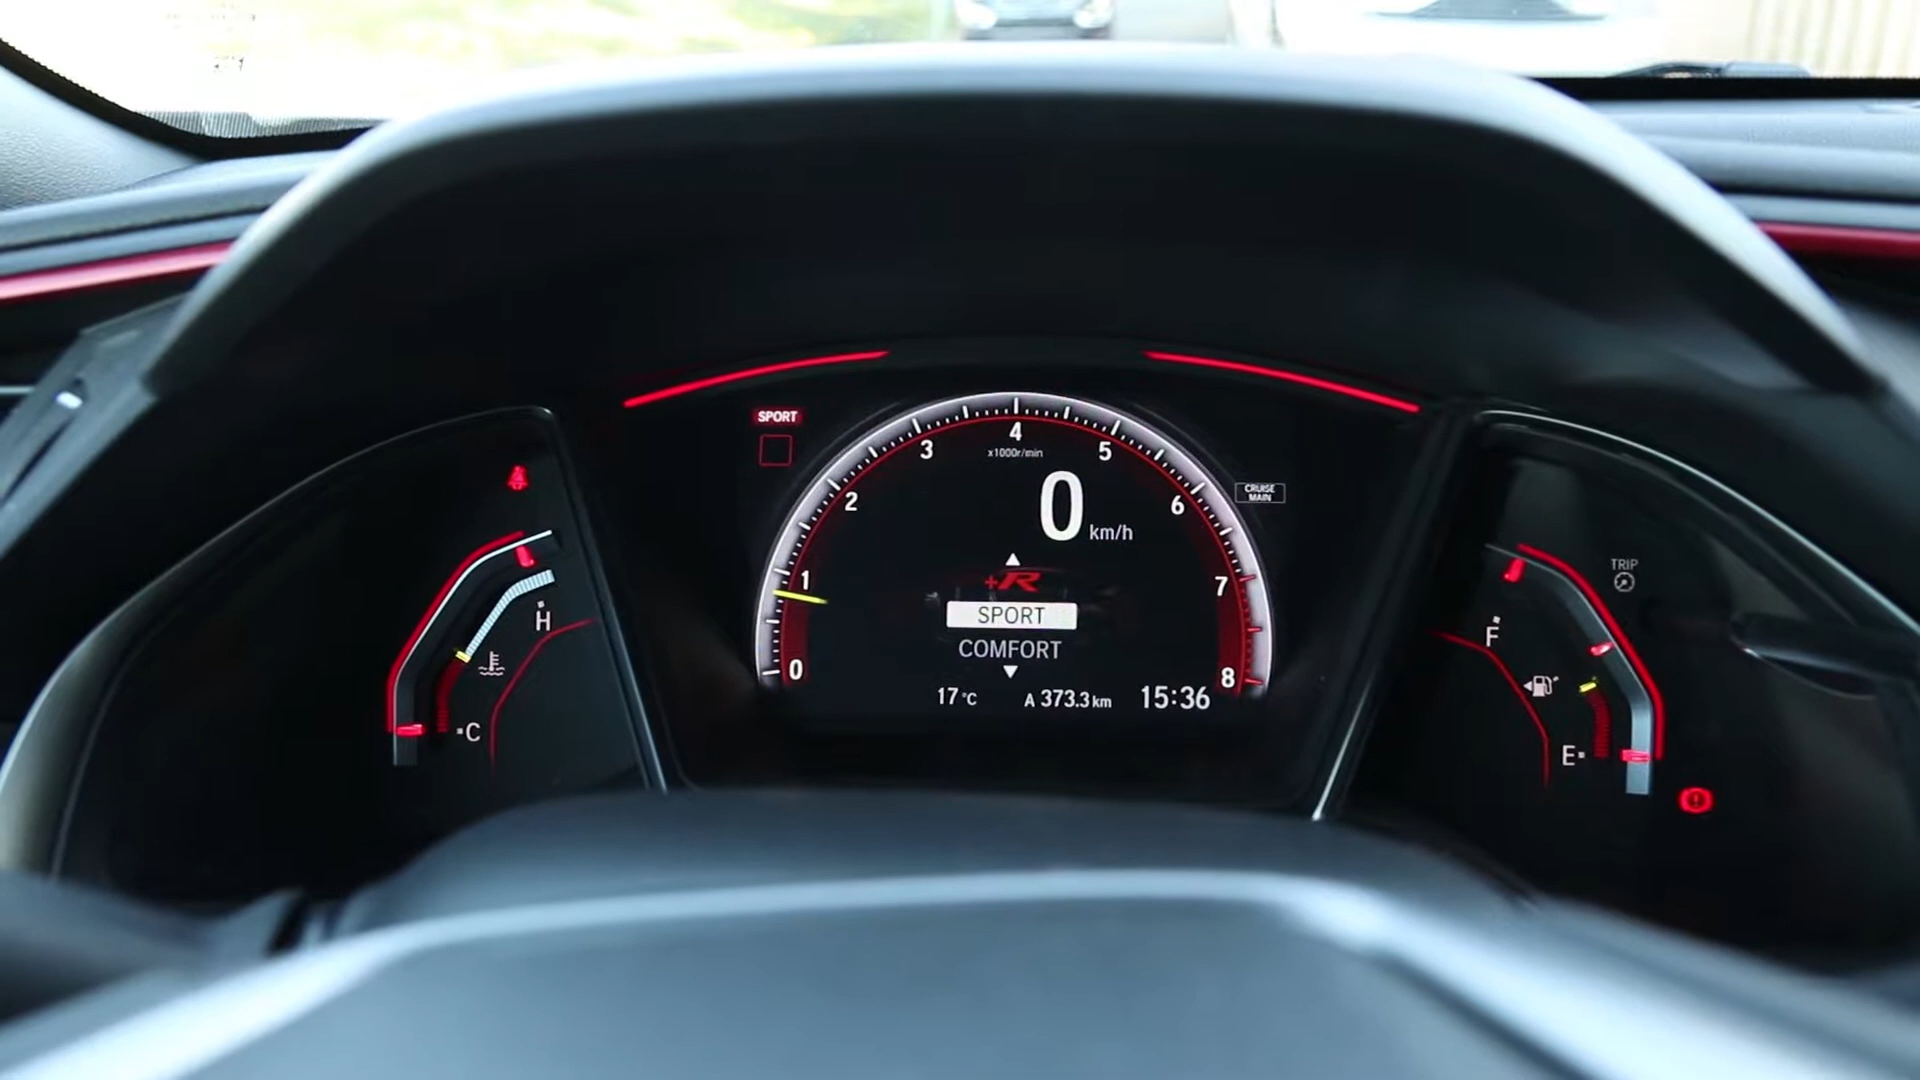 SPORT
4
3
5
x1000r/min
2
6
CRUISE
MAIN
0 km/h
1
7
+R
SPORT
COMFORT
0
8
17°C
A 373.3 km
15:36
H
C
TRIP
F
E